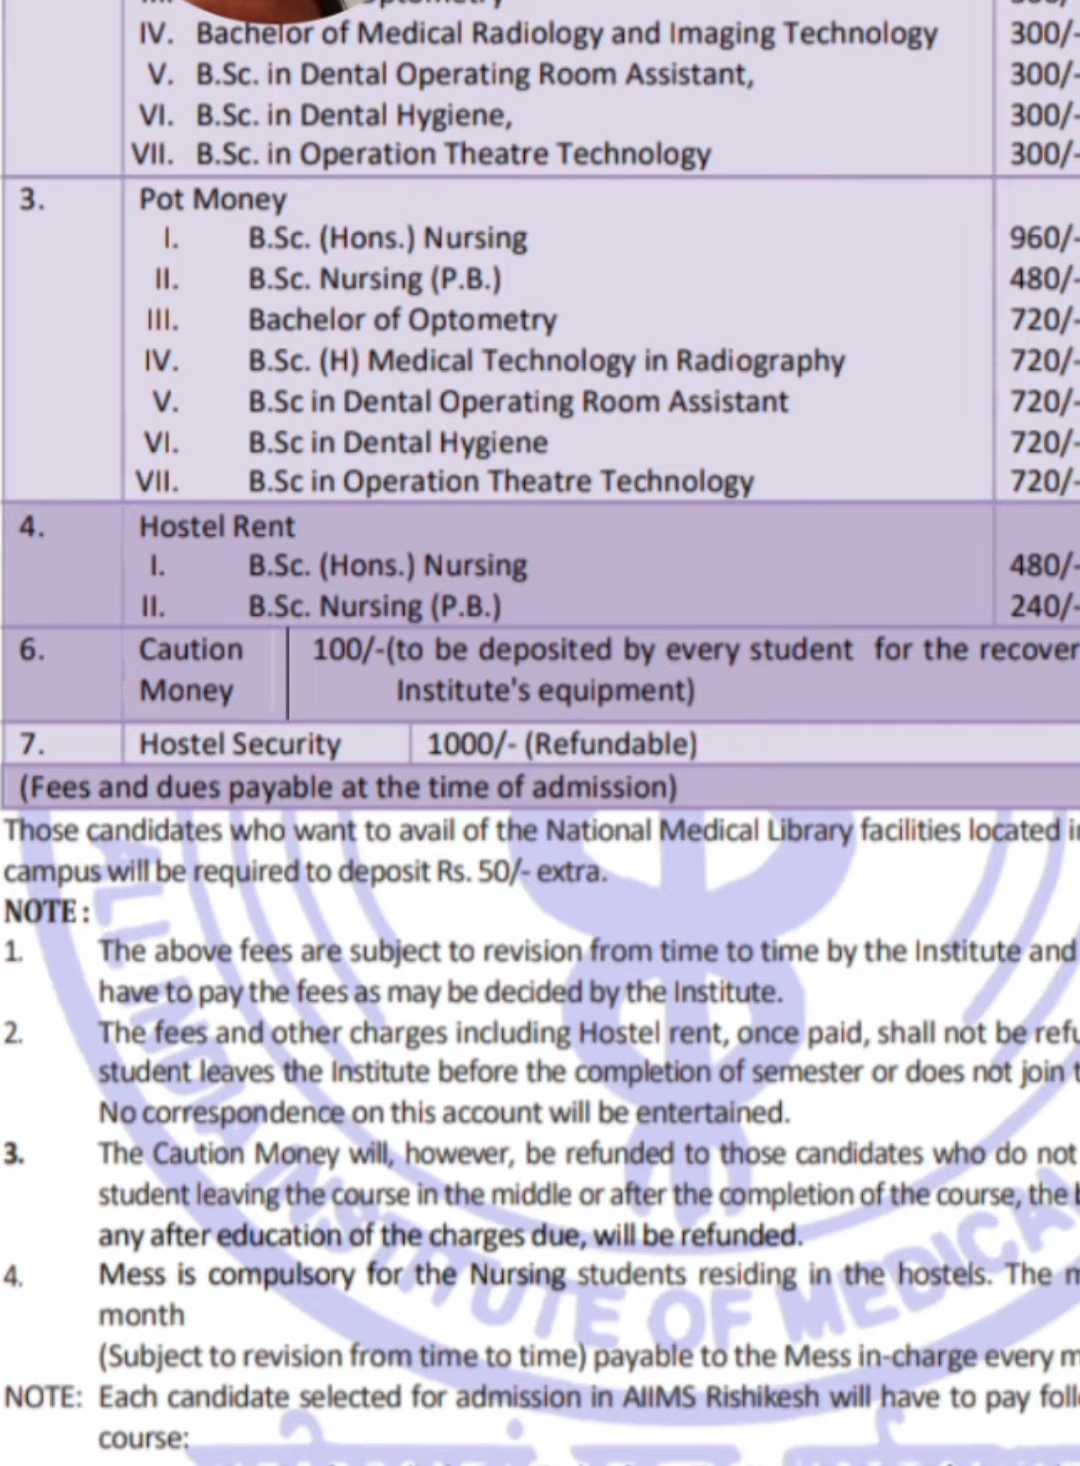 IV. Bachelor of Medical Radiology and Imaging Technology 300/-
V. B.Sc. in Dental Operating Room Assistant, 300/-
VI. B.Sc. in Dental Hygiene, 300/-
VII. B.Sc. in Operation Theatre Technology 300/-
3. Pot Money
I. B.Sc. (Hons.) Nursing 960/-
II. B.Sc. Nursing (P.B.) 480/-
III. Bachelor of Optometry 720/-
IV. B.Sc. (H) Medical Technology in Radiography 720/-
V. B.Sc in Dental Operating Room Assistant 720/-
VI. B.Sc in Dental Hygiene 720/-
VII. B.Sc in Operation Theatre Technology 720/-
4. Hostel Rent
I. B.Sc. (Hons.) Nursing 480/-
II. B.Sc. Nursing (P.B.) 240/-
6. Caution 100/-(to be deposited by every student for the recover
Money Institute's equipment)
7. Hostel Security 1000/- (Refundable)
(Fees and dues payable at the time of admission)
Those candidates who want to avail of the National Medical Library facilities located
campus will be required to deposit Rs. 50/- extra.
NOTE :
1. The above fees are subject to revision from time to time by the Institute and
have to pay the fees as may be decided by the Institute.
2. The fees and other charges including Hostel rent, once paid, shall not be
student leaves the Institute before the completion of semester or does not join
No correspondence on this account will be entertained.
3. The Caution Money will, however, be refunded to those candidates who do not
student leaving the course in the middle or after the completion of the course, the
any after education of the charges due, will be refunded.
4. Mess is compulsory for the Nursing students residing in the hostels. The
month
(Subject to revision from time to time) payable to the Mess in-charge every
NOTE: Each candidate selected for admission in AIIMS Rishikesh will have to pay
course:
INSTITUTE OF MEDICAL